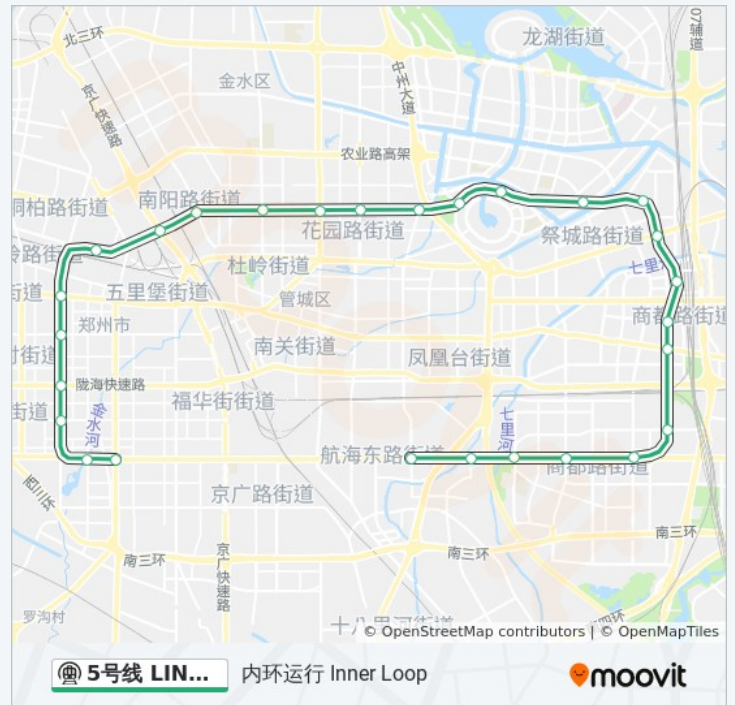 北三环
龙湖街道
07辅道
金水区
中州大道
京广快速路
农业路高架
桐柏路街道
南阳路街道
花园路街道
祭城路街道
杜岭街道
七里
街道
五里堡街道
管城区
商都路街道
郑州市
南关街道
凤凰台街道
街道
陇海快速路
福华街街道
街道
金水河
七里河
航海东路街道
商都路街道
西三环
京广路街道
南三环
南三环
南三环
京广快速路
罗沟村
十八里河街道
四环
© OpenStreetMap contributors | © OpenMapTiles
5号线 LIN...
内环运行 Inner Loop
moovit